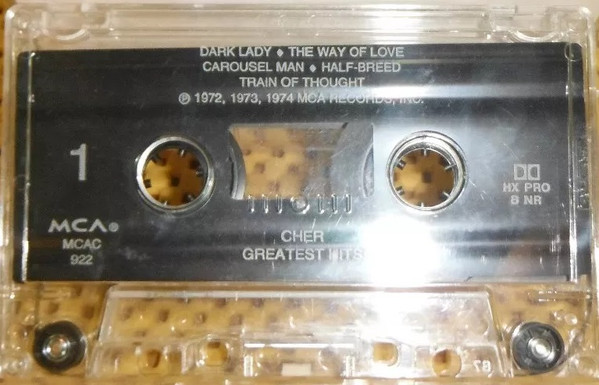 DARK LADY ◆ THE WAY OF LOVE
CAROUSEL MAN ◆ HALF-BREED
TRAIN OF THOUGHT
℗ 1972, 1973, 1974 MCA RECORDS, INC.
1
MCA®
MCAC
922
HX PRO
B NR
CHER
GREATEST HITS